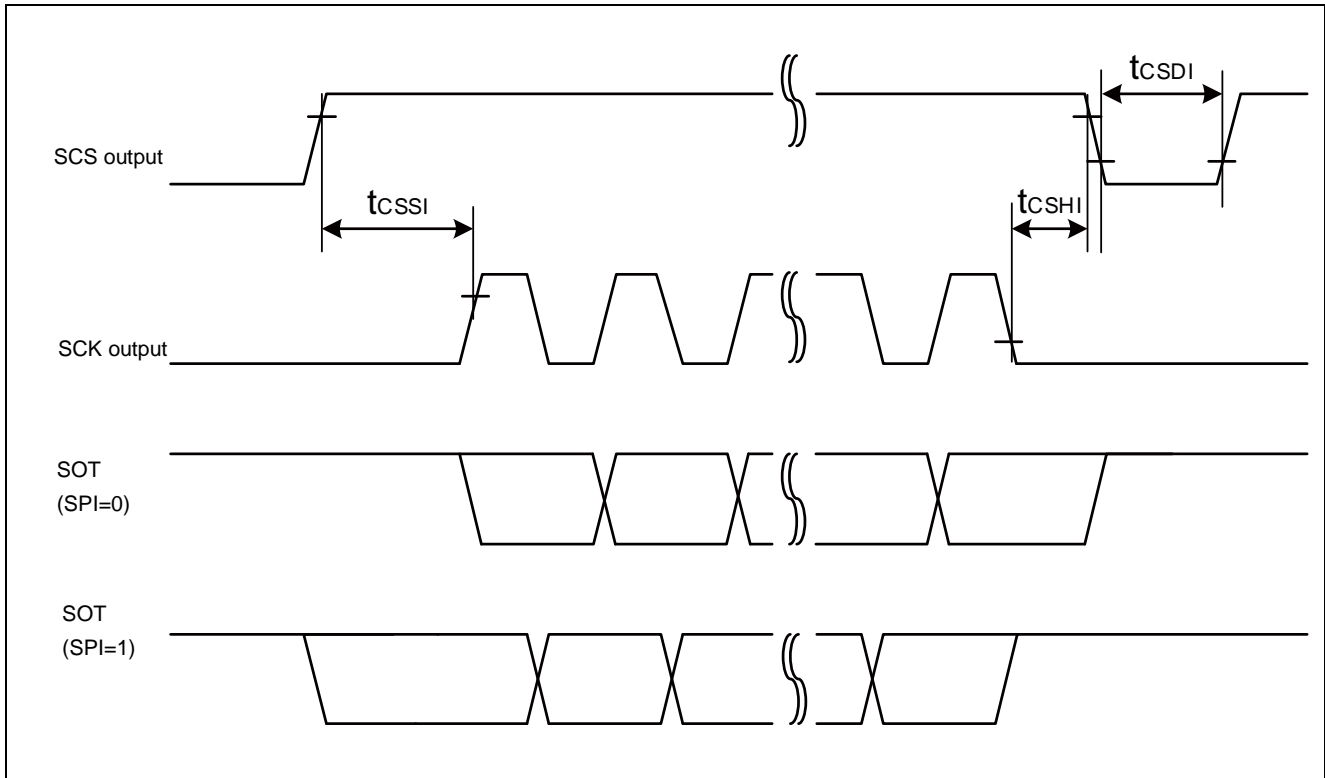 tCSDI
SCS output
tCSSI
tCSHI
SCK output
SOT
(SPI=0)
SOT
(SPI=1)